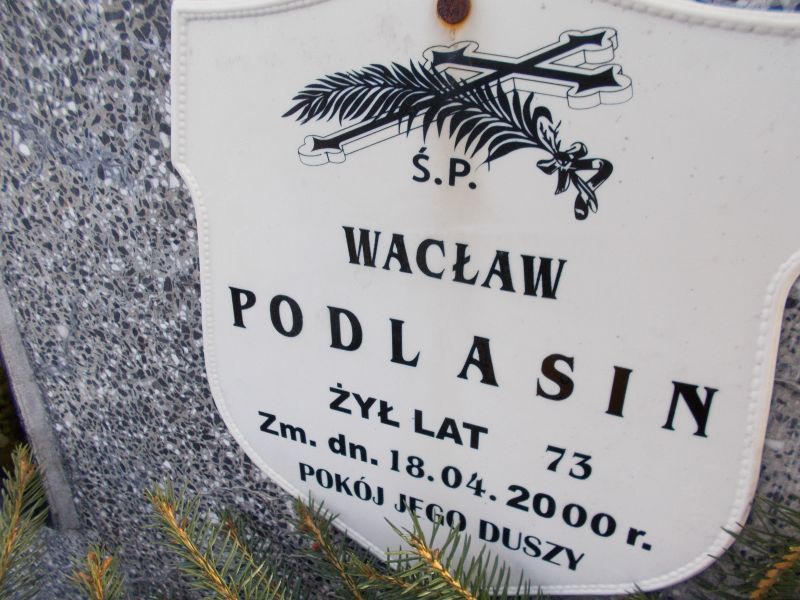 Ś.P.
WACŁAW
PODLASIN
ŻYŁ LAT 73
Zm. dn. 18.04.2000 r.
POKÓJ JEGO DUSZY